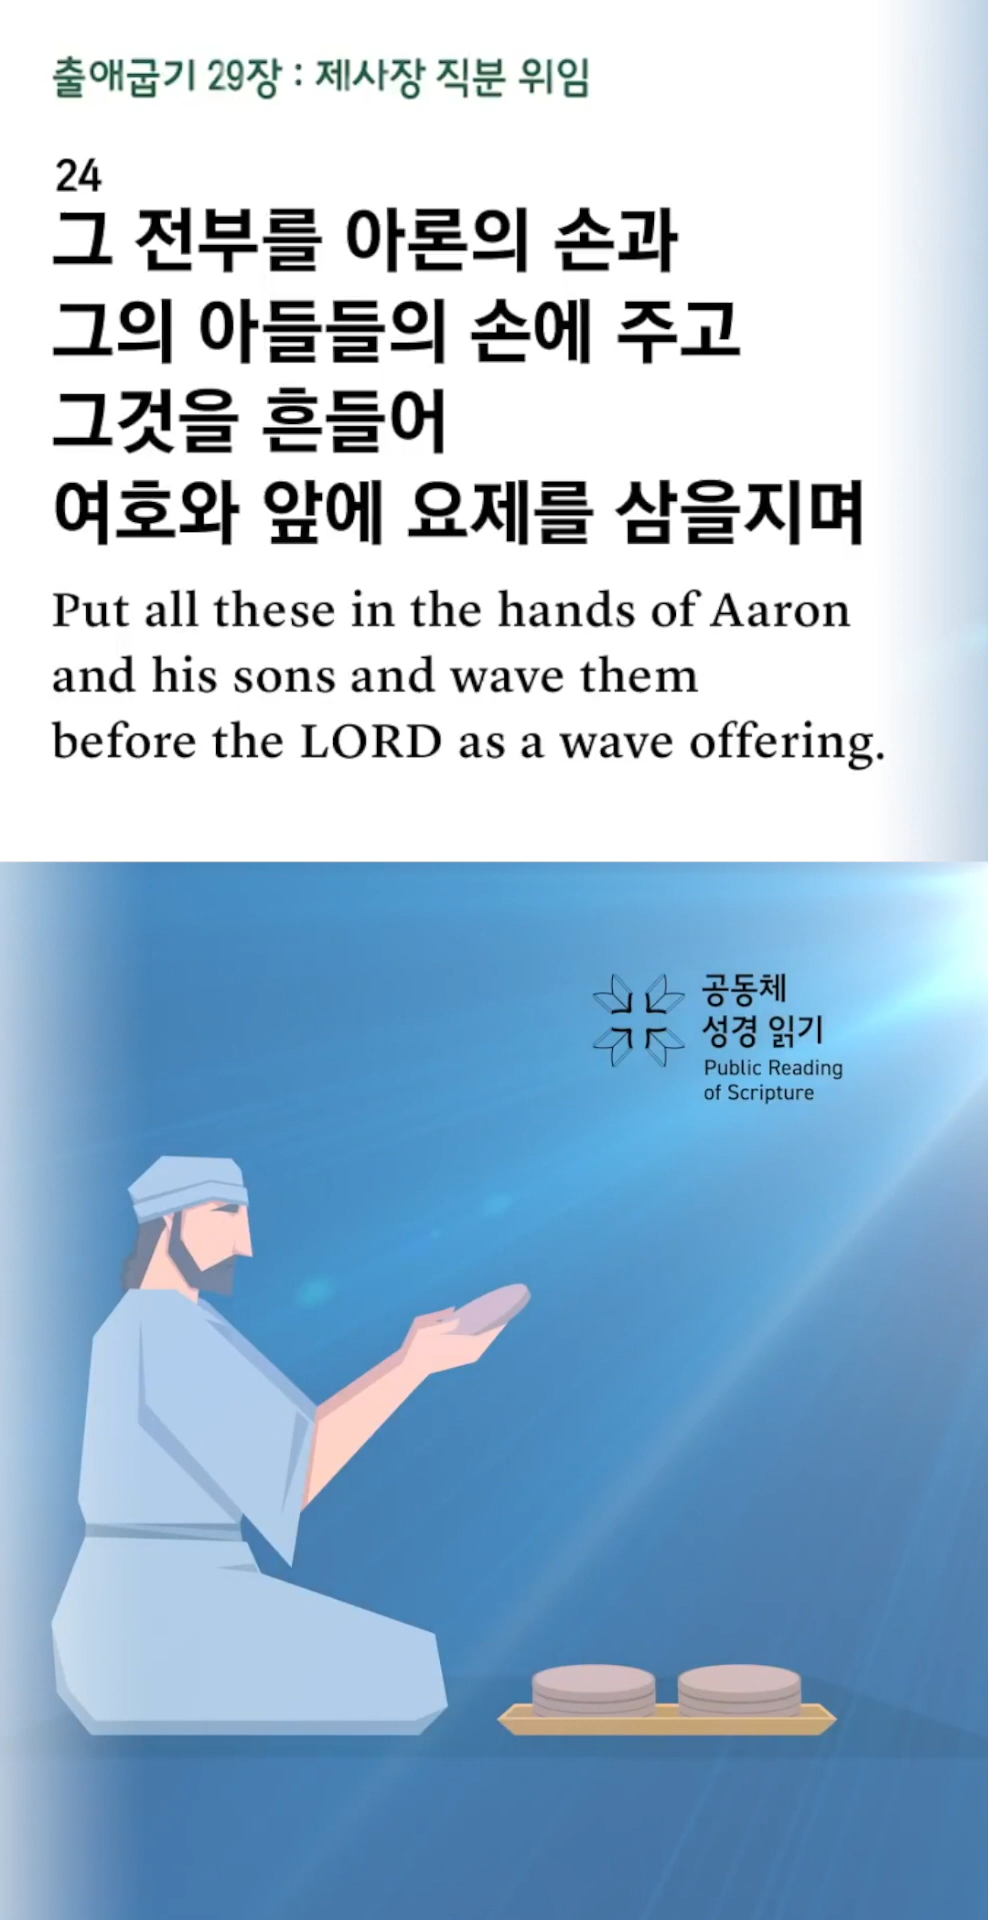 출애굽기 29장 : 제사장 직분 위임
24
그 전부를 아론의 손과
그의 아들들의 손에 주고
그것을 흔들어
여호와 앞에 요제를 삼을지며
Put all these in the hands of Aaron
and his sons and wave them
before the LORD as a wave offering.
공동체
성경 읽기
Public Reading
of Scripture